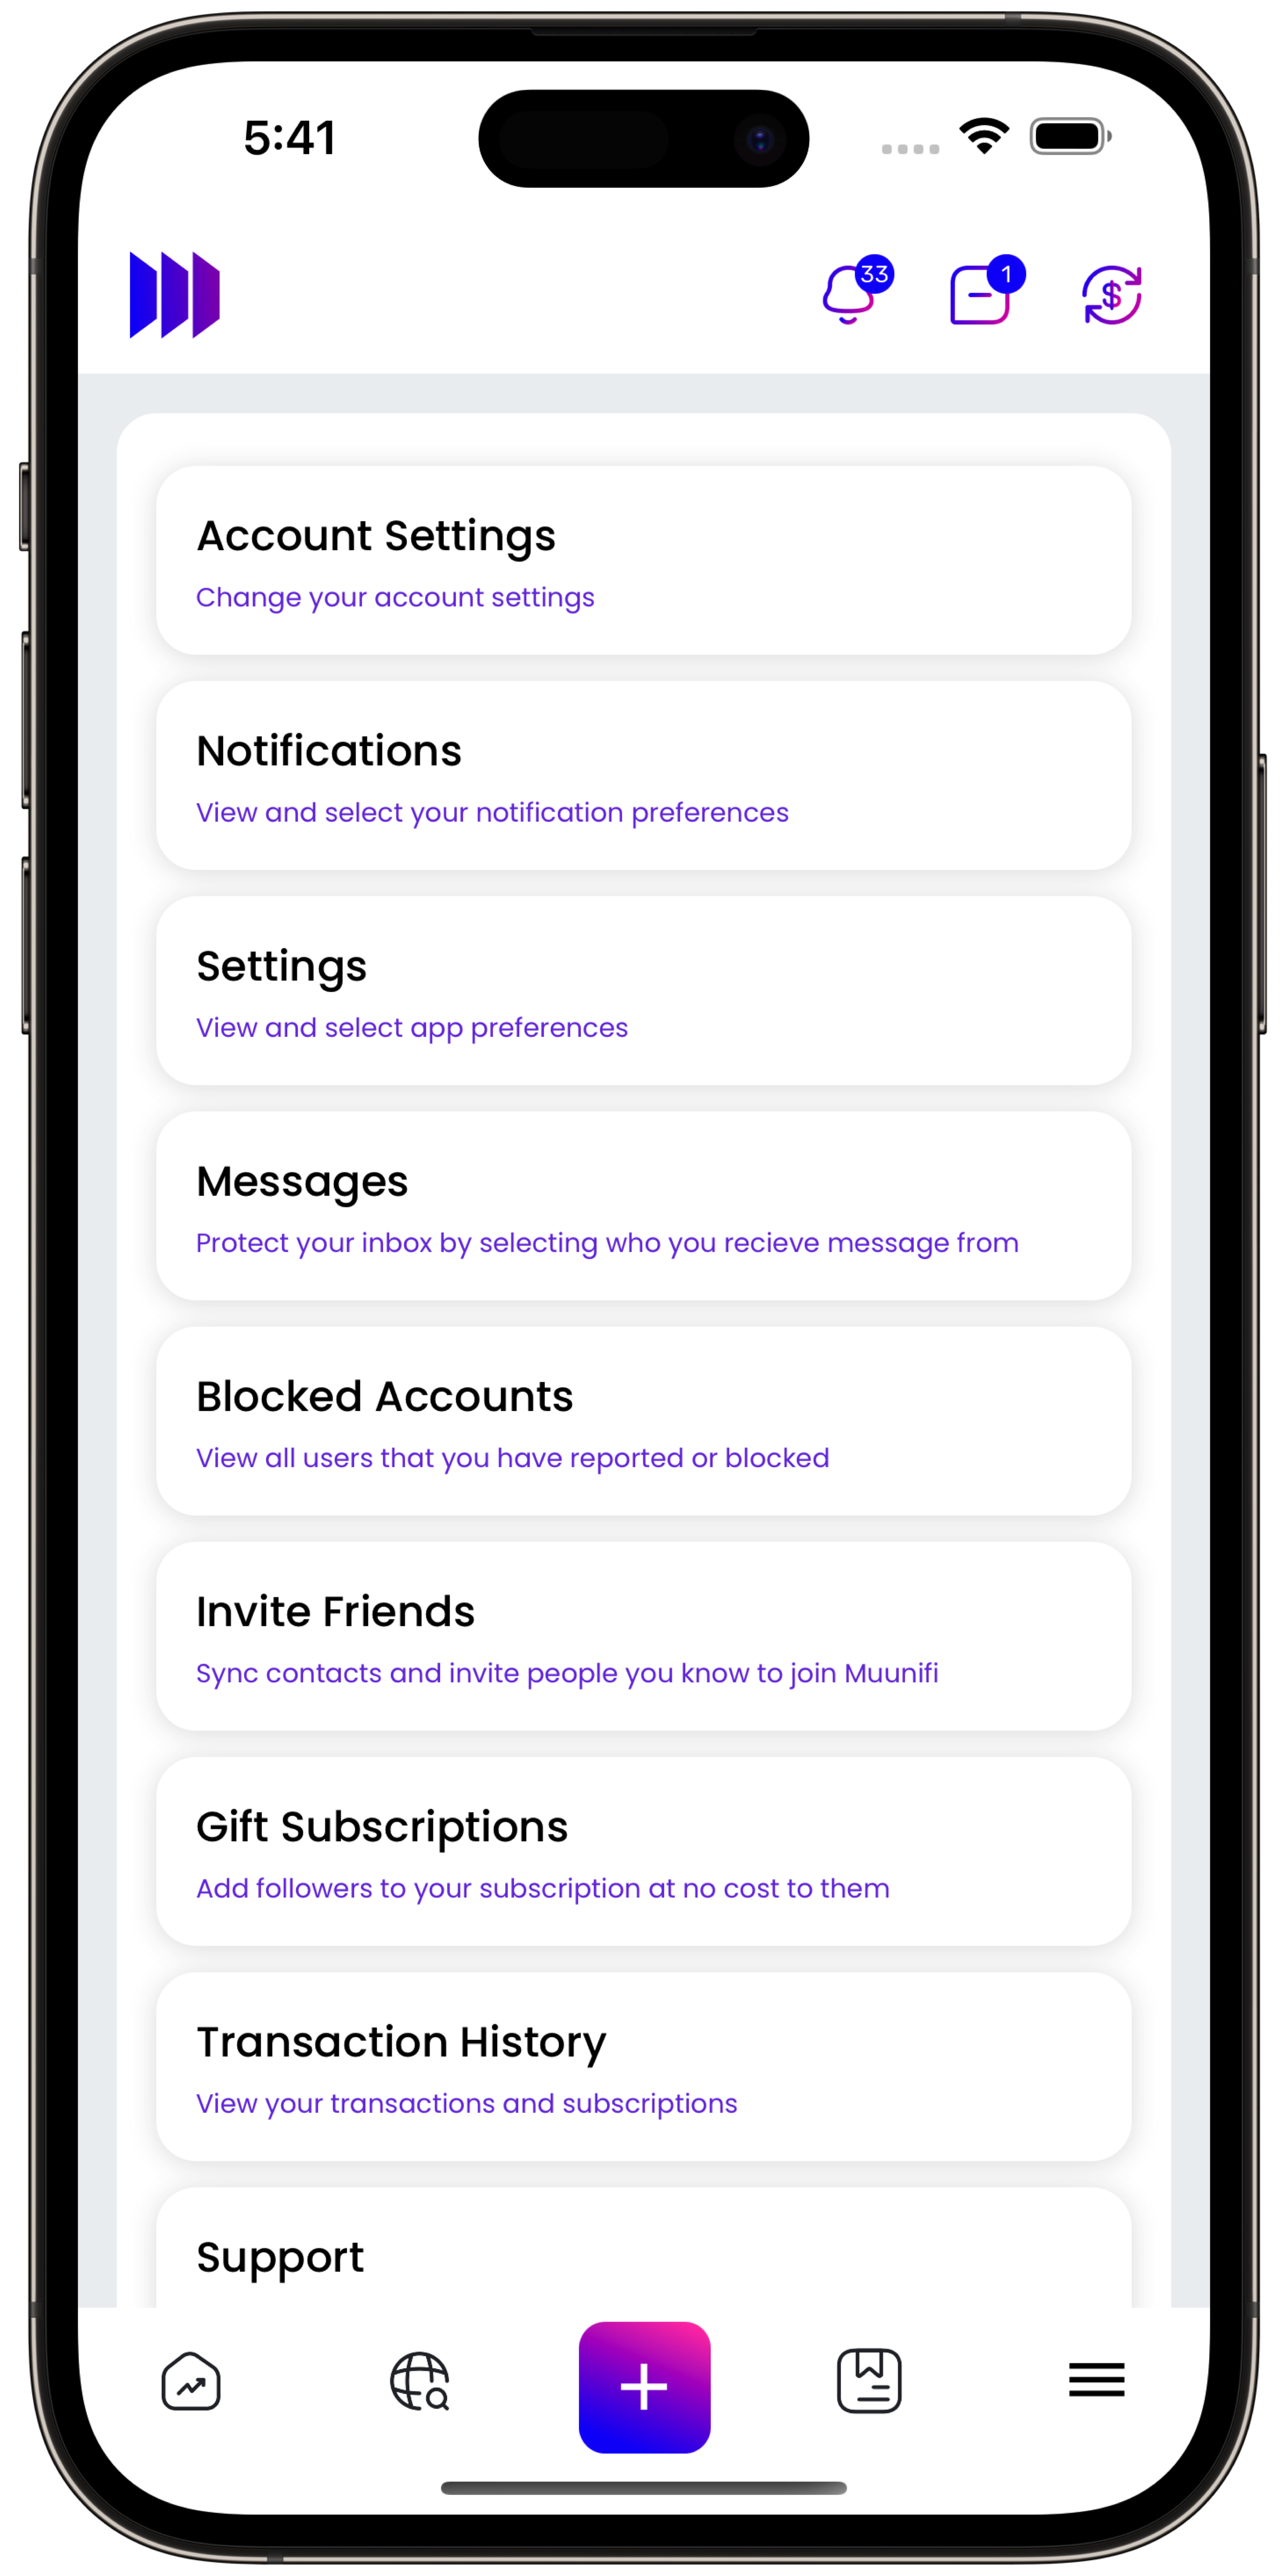 5:41
33
1
$
Account Settings
Change your account settings
Notifications
View and select your notification preferences
Settings
View and select app preferences
Messages
Protect your inbox by selecting who you recieve message from
Blocked Accounts
View all users that you have reported or blocked
Invite Friends
Sync contacts and invite people you know to join Muunifi
Gift Subscriptions
Add followers to your subscription at no cost to them
Transaction History
View your transactions and subscriptions
Support